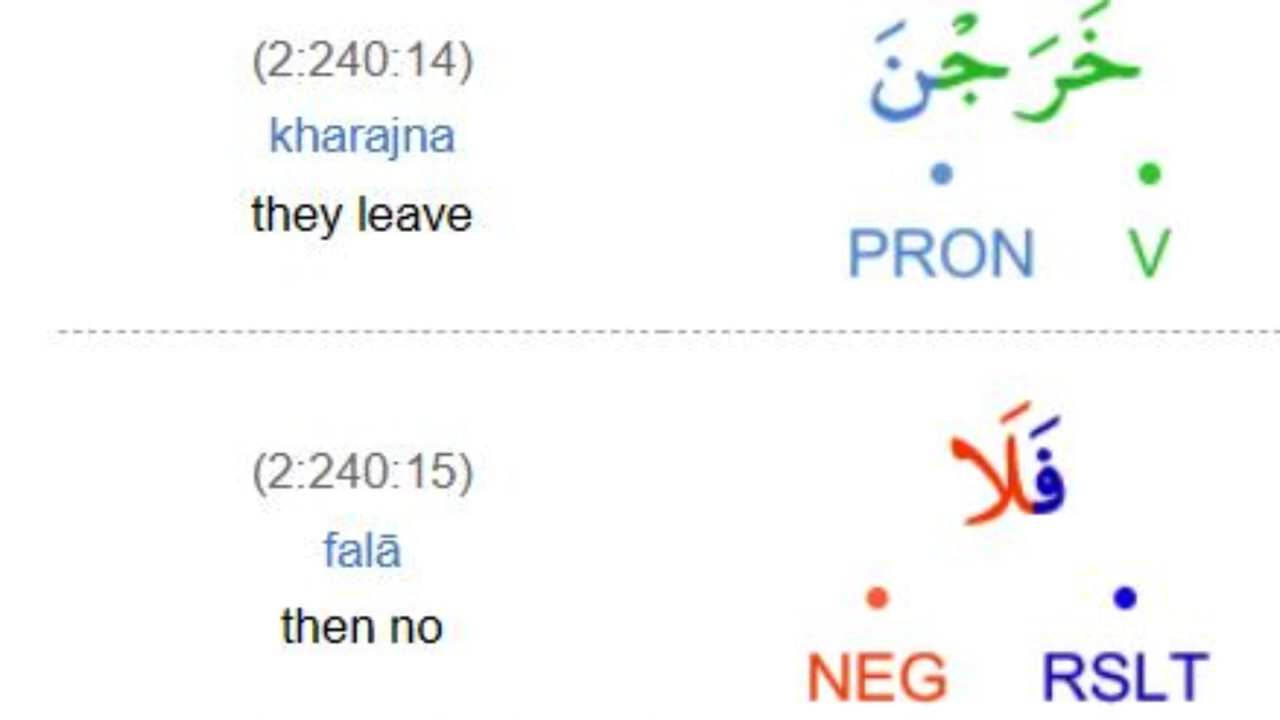 (2:240:14)
kharajna
they leave
خَرَجْنَ
PRON V
(2:240:15)
falā
then no
فَلَا
NEG RSLT